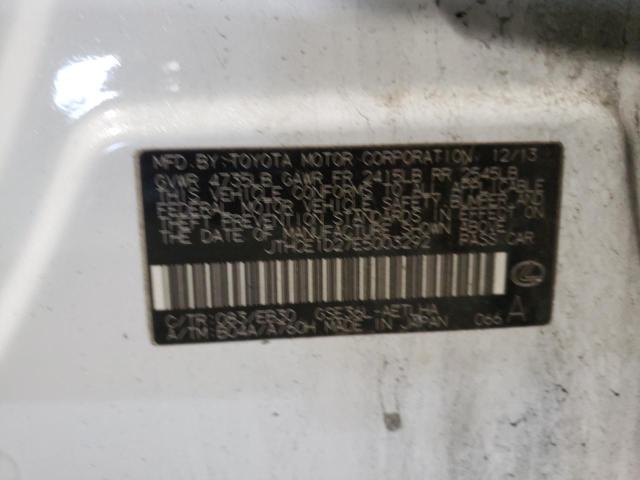 MFD. BY: TOYOTA MOTOR CORPORATION 12/13
GVWR 4735LB GAWR FR 2415LB RR 2545LB
THIS VEHICLE CONFORMS TO ALL APPLICABLE
FEDERAL MOTOR VEHICLE SAFETY, BUMPER AND
THEFT PREVENTION STANDARDS IN EFFECT ON
THE DATE OF MANUFACTURE SHOWN ABOVE.
JTHCE1D27E5003292 PASS CAR
C/TR: 083/EB30 GSE36L-AETLHA
A/TM: B04A/A760H MADE IN JAPAN 066 A